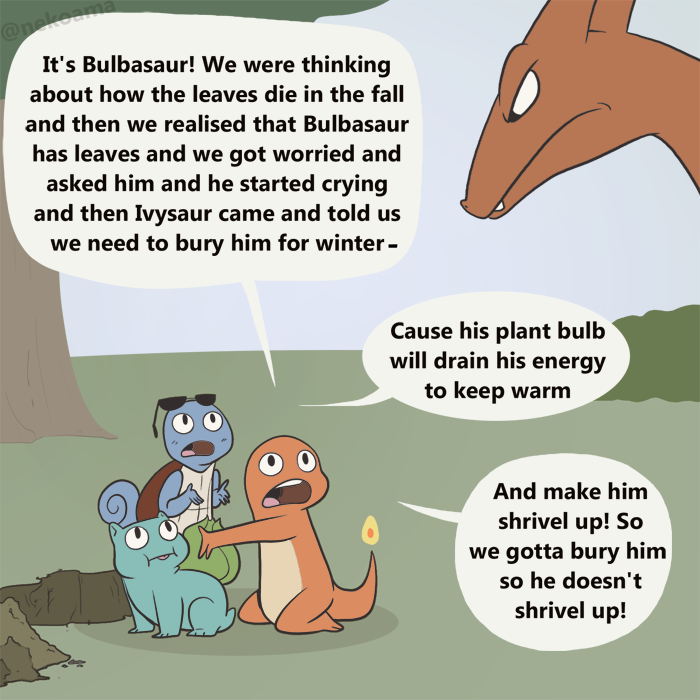 @nekoama
It's Bulbasaur! We were thinking
about how the leaves die in the fall
and then we realised that Bulbasaur
has leaves and we got worried and
asked him and he started crying
and then Ivysaur came and told us
we need to bury him for winter-
Cause his plant bulb
will drain his energy
to keep warm
And make him
shrivel up! So
we gotta bury him
so he doesn't
shrivel up!